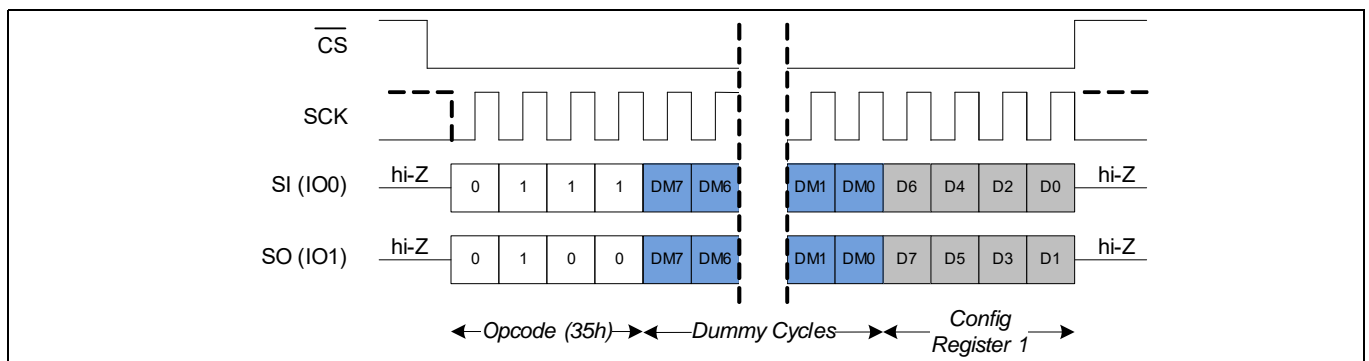 CS
SCK
hi-Z 0 1 1 1 DM7 DM6 DM1 DM0 D6 D4 D2 D0 hi-Z
SI (IO0)
hi-Z 0 1 0 0 DM7 DM6 DM1 DM0 D7 D5 D3 D1 hi-Z
SO (IO1)
Opcode (35h) Dummy Cycles Config
Register 1